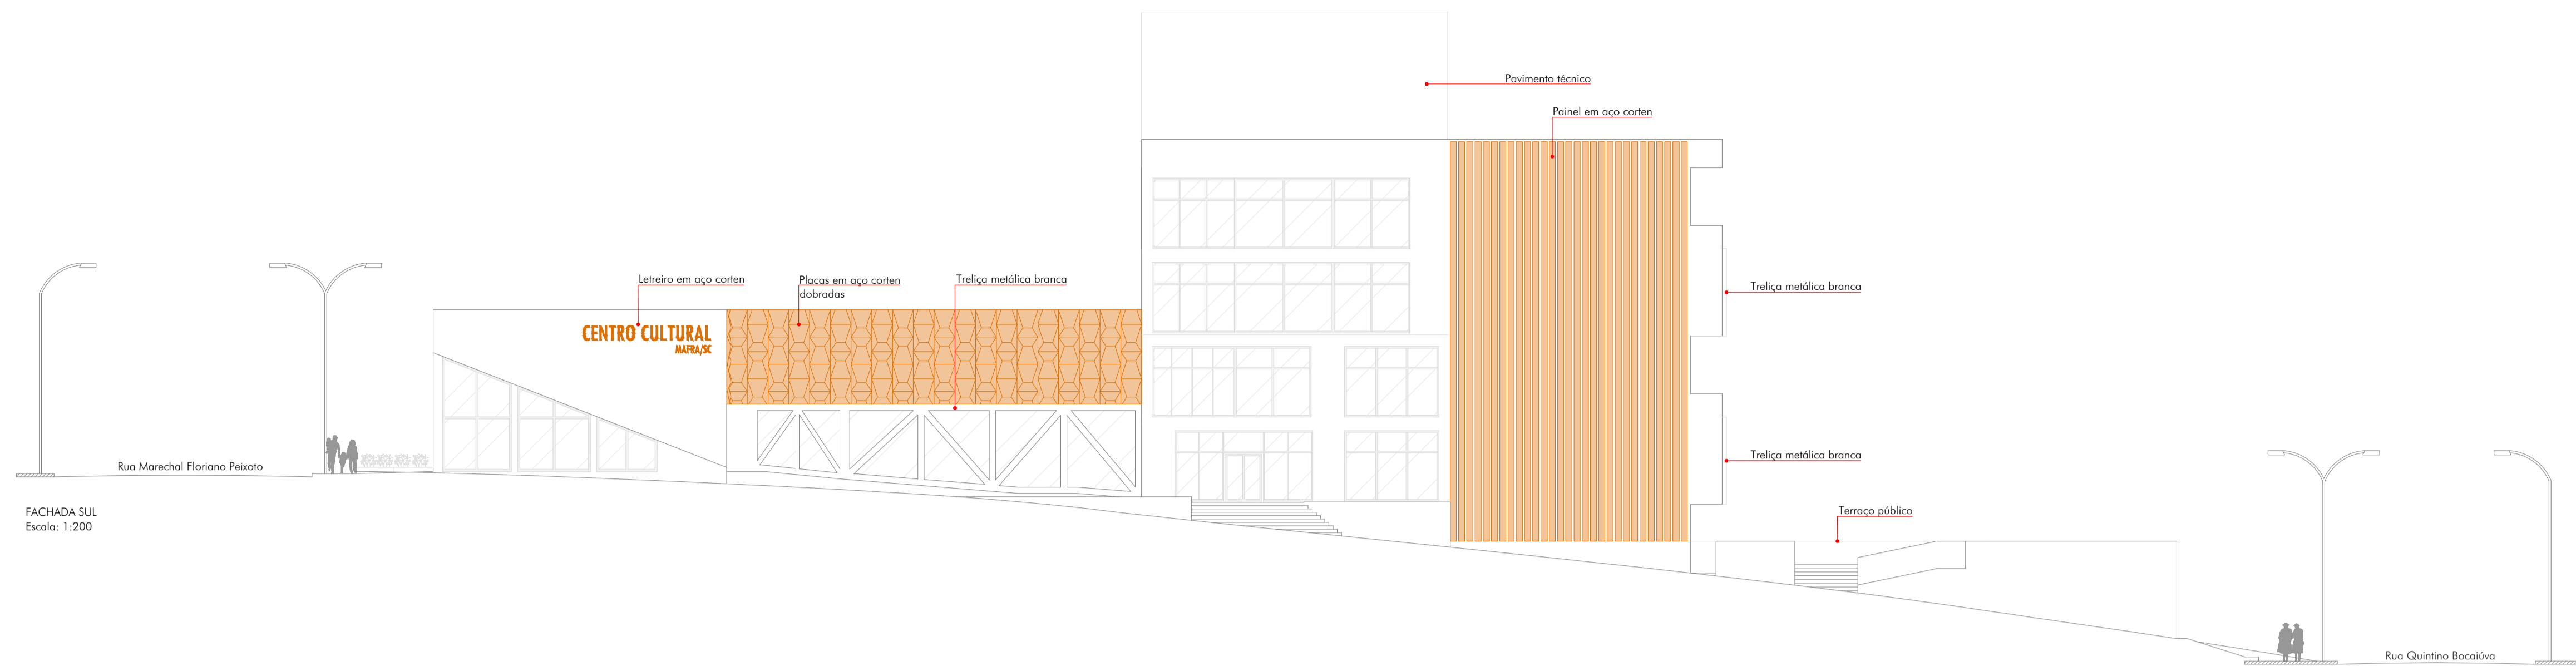 Pavimento técnico
Painel em aço corten
Letreiro em aço corten
Placas em aço corten
dobradas
Treliça metálica branca
Treliça metálica branca
CENTRO CULTURAL
MAFRA/SC
Treliça metálica branca
Rua Marechal Floriano Peixoto
FACHADA SUL
Escala: 1:200
Terraço público
Rua Quintino Bocaiúva